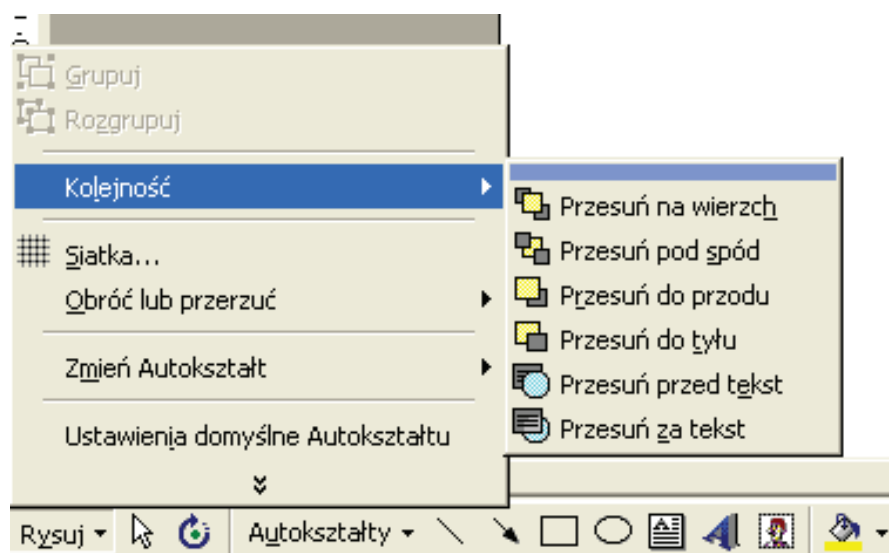 Grupuj
Rozgrupuj
Kolejność
Siatka...
Obróć lub przerzuć
Zmień Autokształt
Ustawienia domyślne Autokształtu
Przesuń na wierzch
Przesuń pod spód
Przesuń do przodu
Przesuń do tyłu
Przesuń przed tekst
Przesuń za tekst
Rysuj
Autokształty